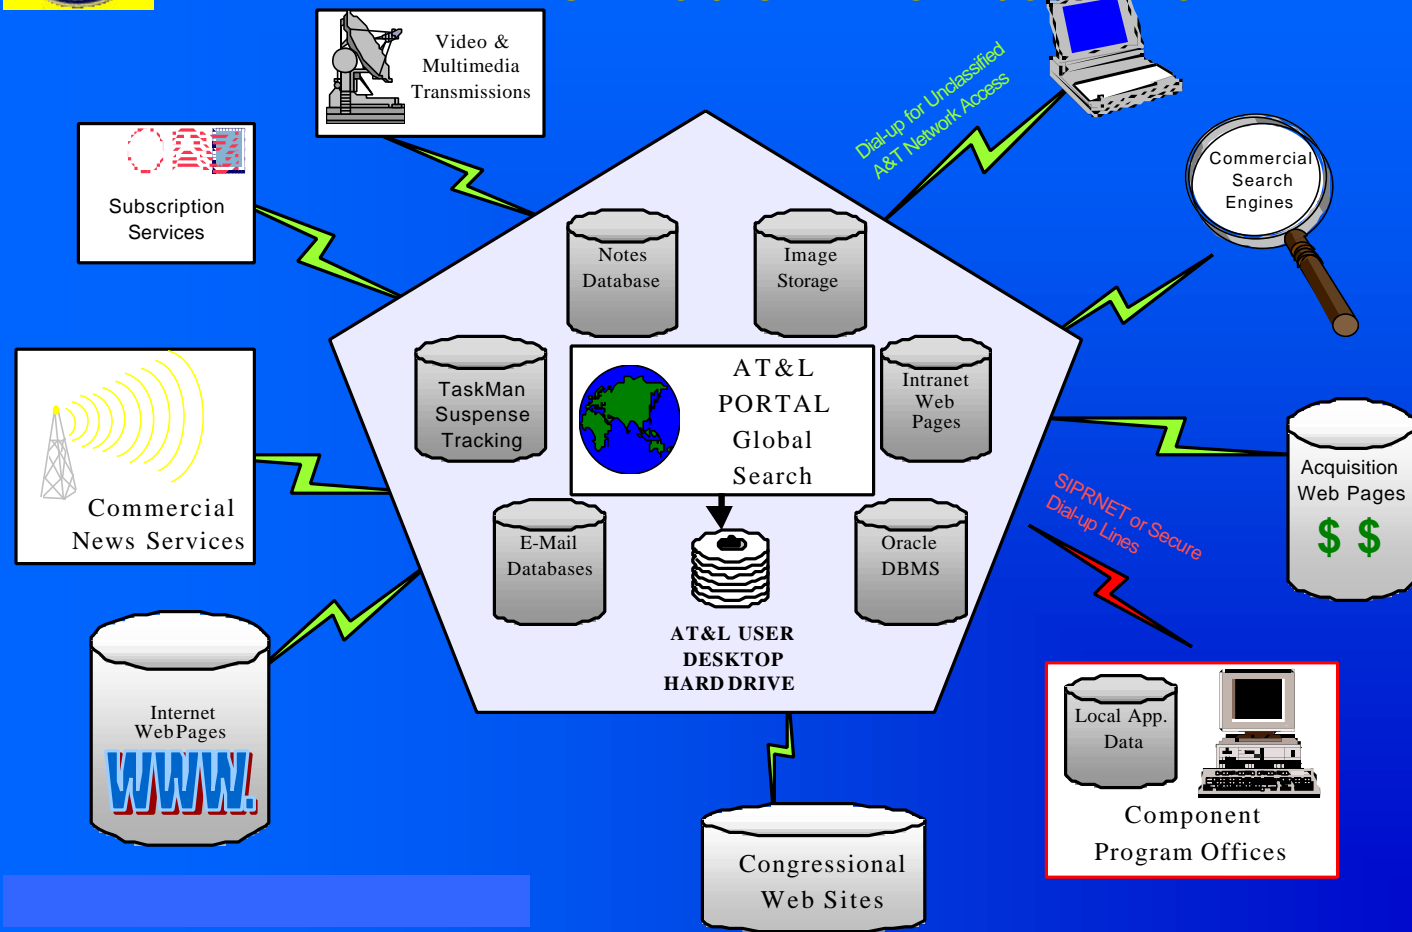 Video &
Multimedia
Transmissions
Dial-up for Unclassified
A&T Network Access
Subscription
Services
Commercial
Search
Engines
Notes
Database
Image
Storage
TaskMan
Suspense
Tracking
AT&L
PORTAL
Global
Search
Intranet
Web
Pages
Commercial
News Services
Acquisition
Web Pages
$ $
SIPRNET or Secure
Dial-up Lines
E-Mail
Databases
Oracle
DBMS
AT&L USER
DESKTOP
HARD DRIVE
Internet
Web Pages
WWW.
Local App.
Data
Component
Program Offices
Congressional
Web Sites